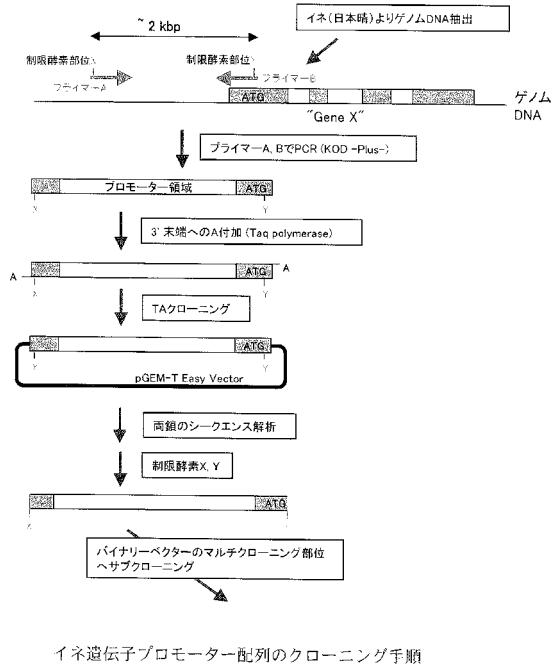 ~ 2 kbp
イネ(日本晴)よりゲノムDNA抽出
制限酵素部位X
制限酵素部位Y
プライマーA
プライマーB
ATG
"Gene X"
ゲノム
DNA
プライマーA, BでPCR (KOD -Plus-)
プロモーター領域
ATG
X
Y
3' 末端へのA付加 (Taq polymerase)
A
A
ATG
X
Y
TAクローニング
ATG
Y
Y
pGEM-T Easy Vector
両鎖のシークエンス解析
制限酵素X, Y
ATG
X
バイナリーベクターのマルチクローニング部位
へサブクローニング
イネ遺伝子プロモーター配列のクローニング手順